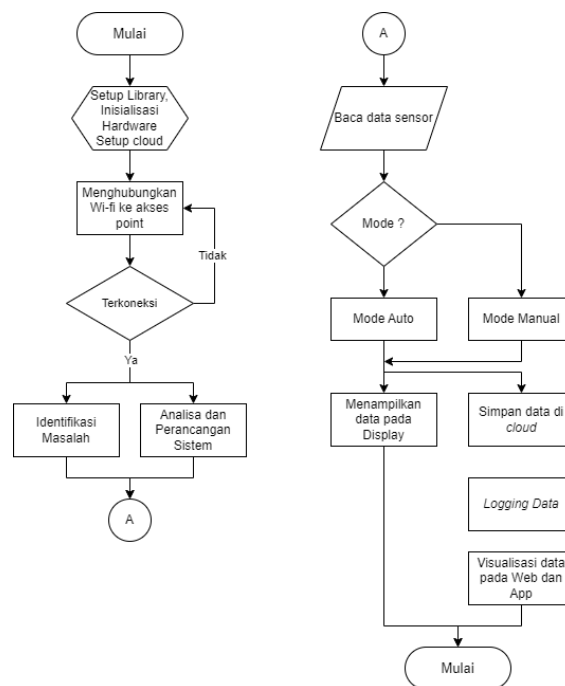 Mulai
Setup Library,
Inisialisasi
Hardware
Setup cloud
Menghubungkan
Wi-fi ke akses
point
Tidak
Terkoneksi
Ya
Identifikasi
Masalah
Analisa dan
Perancangan
Sistem
A
A
Baca data sensor
Mode ?
Mode Auto
Mode Manual
Menampilkan
data pada
Display
Simpan data di
cloud
Logging Data
Visualisasi data
pada Web dan
App
Mulai